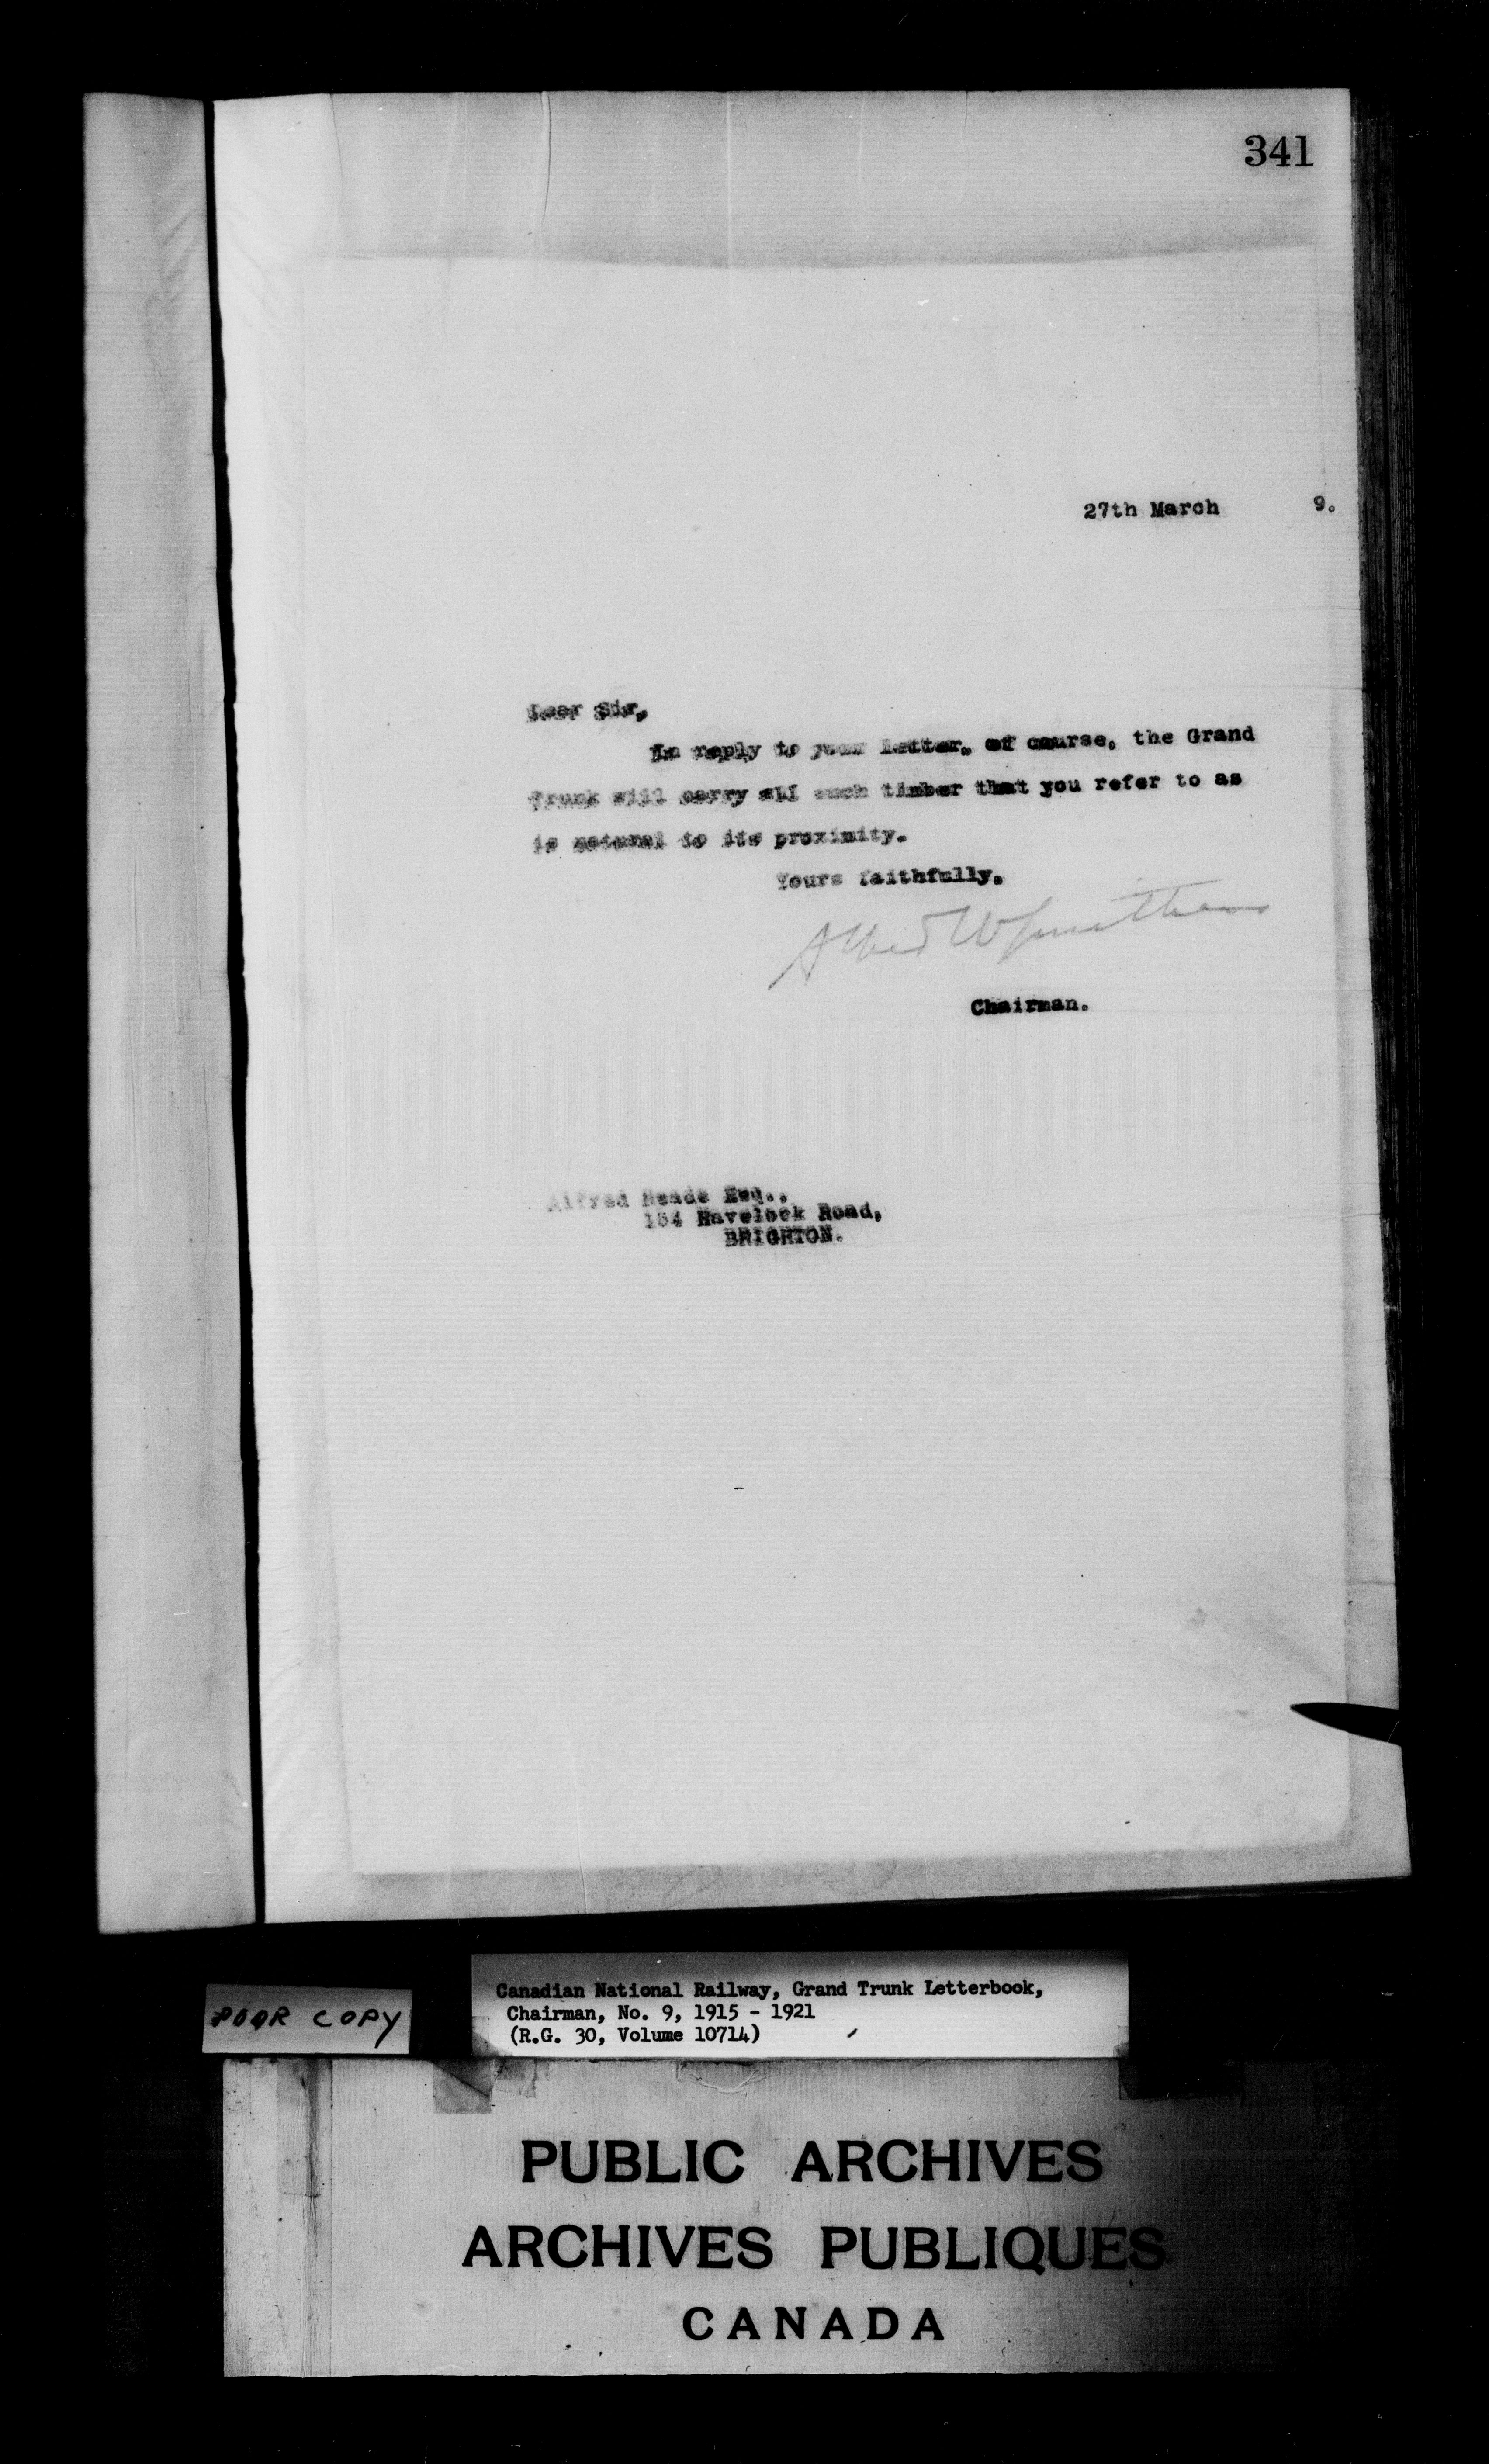 341
27th March 9.
Dear Sir,
In reply to your letter, of course, the Grand
Trunk will carry all such timber that you refer to as
is natural to its proximity.
Yours faithfully,
Alfred W Smithers
Chairman.
Alfred Meads Esq.,
154 Havelock Road,
BRIGHTON.
POOR COPY
Canadian National Railway, Grand Trunk Letterbook,
Chairman, No. 9, 1915 - 1921
(R.G. 30, Volume 10714)
PUBLIC ARCHIVES
ARCHIVES PUBLIQUES
CANADA